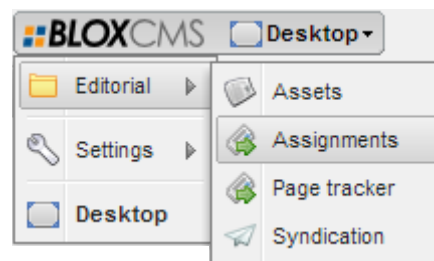 BLOXCMS Desktop
Editorial
Settings
Desktop
Assets
Assignments
Page tracker
Syndication